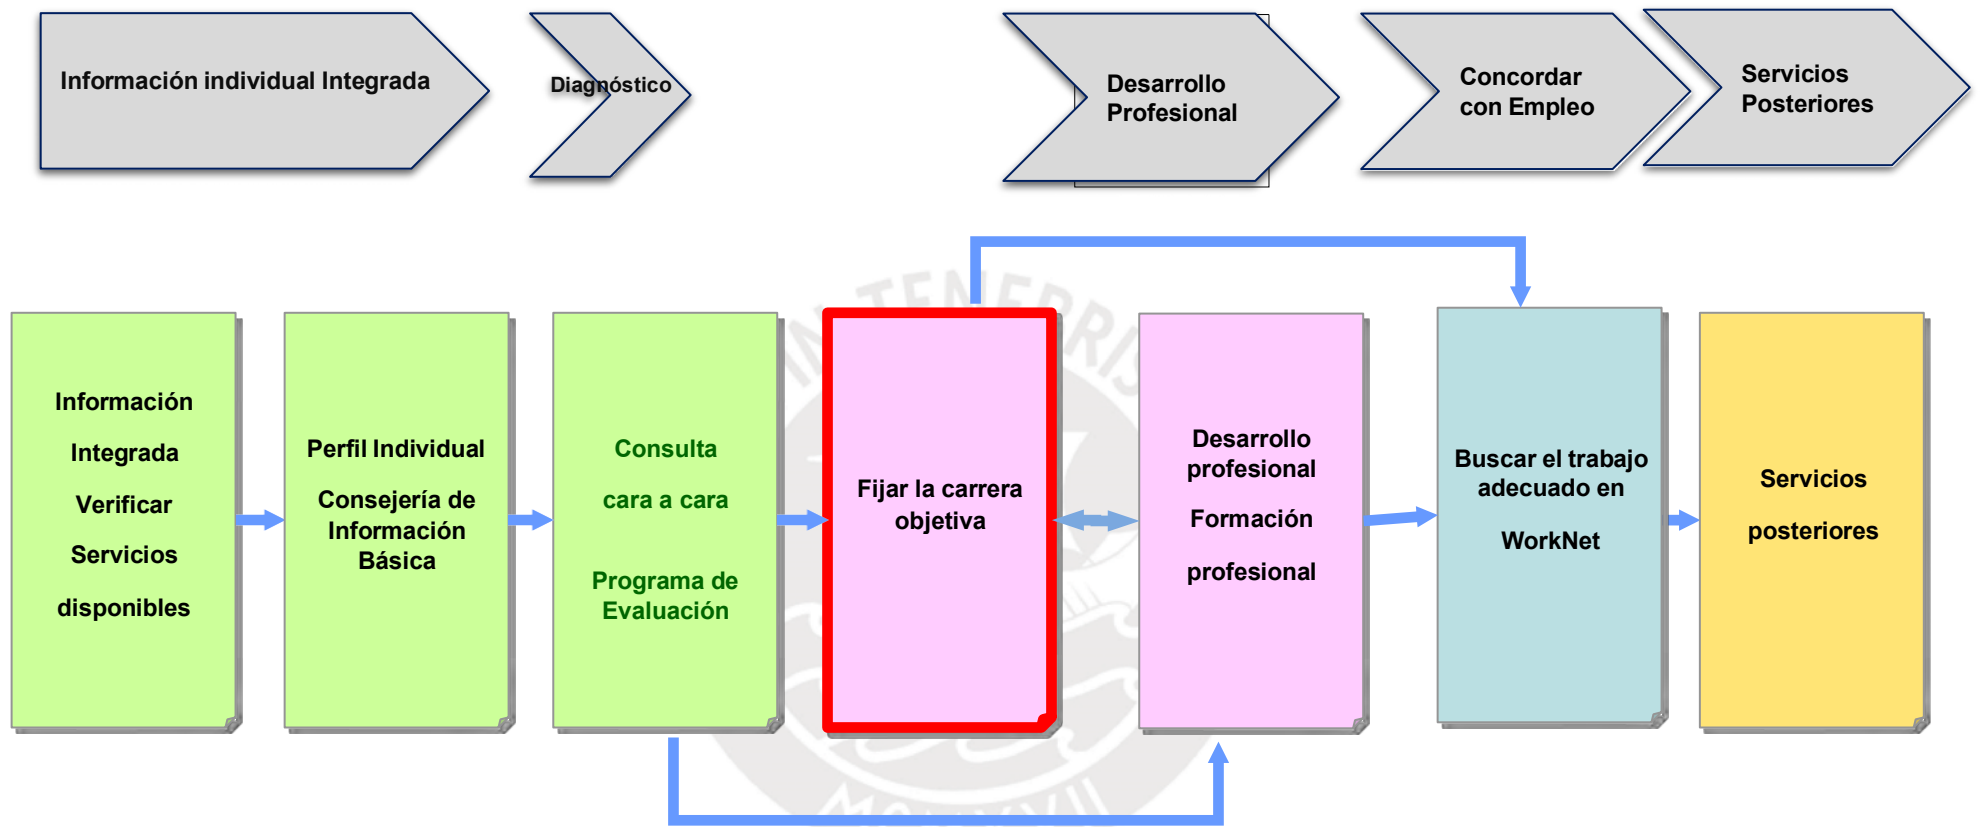 Información individual Integrada
Diagnóstico
Desarrollo
Profesional
Concordar
con Empleo
Servicios
Posteriores
Información
Integrada
Verificar
Servicios
disponibles
Perfil Individual
Consejería de
Información
Básica
Consulta
cara a cara
Programa de
Evaluación
Fijar la carrera
objetiva
Desarrollo
profesional
Formación
profesional
Buscar el trabajo
adecuado en
WorkNet
Servicios
posteriores
IN TENEBRIS